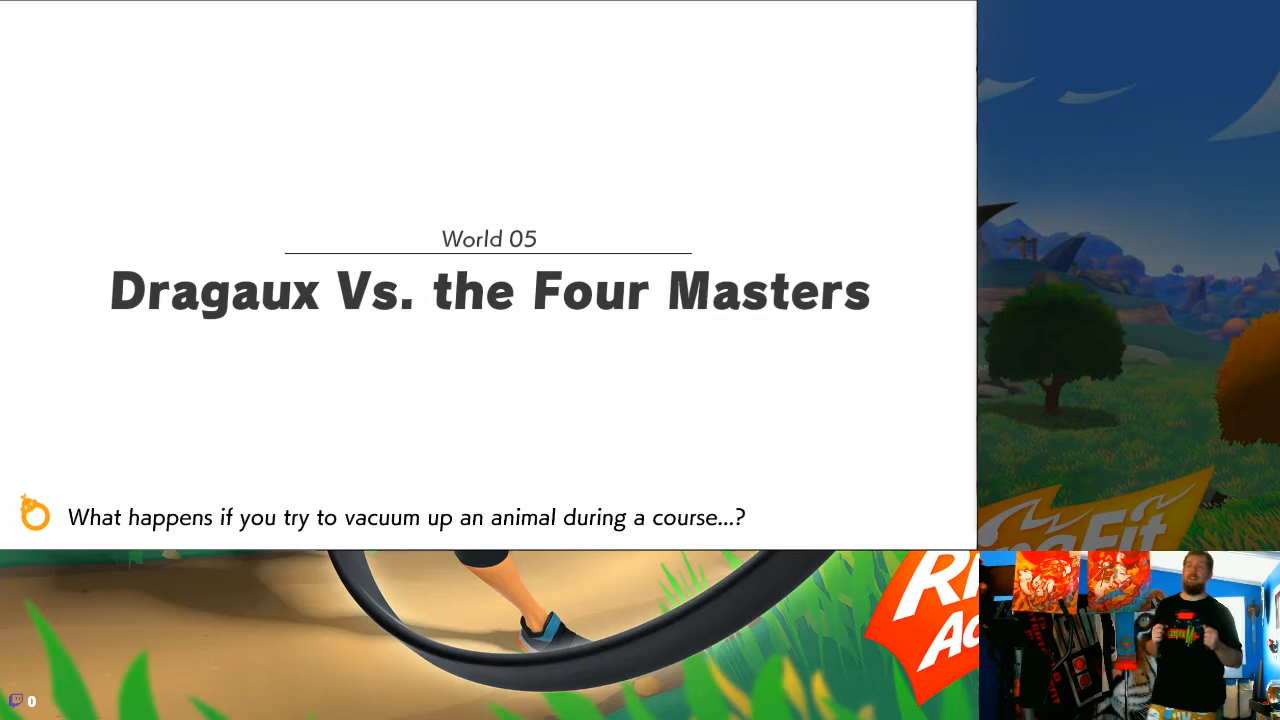 World 05
Dragaux Vs. the Four Masters
What happens if you try to vacuum up an animal during a course...?
0